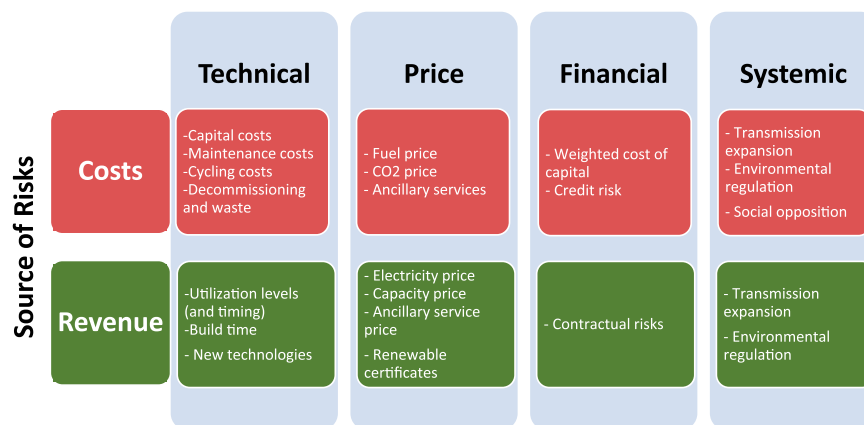 Technical
Price
Financial
Systemic
Source of Risks
Costs
-Capital costs
-Maintenance costs
-Cycling costs
-Decommissioning
and waste
- Fuel price
- CO2 price
- Ancillary services
- Weighted cost of
capital
- Credit risk
- Transmission
expansion
- Environmental
regulation
- Social opposition
Revenue
-Utilization levels
(and timing)
-Build time
- New technologies
- Electricity price
- Capacity price
- Ancillary service
price
- Renewable
certificates
- Contractual risks
- Transmission
expansion
- Environmental
regulation